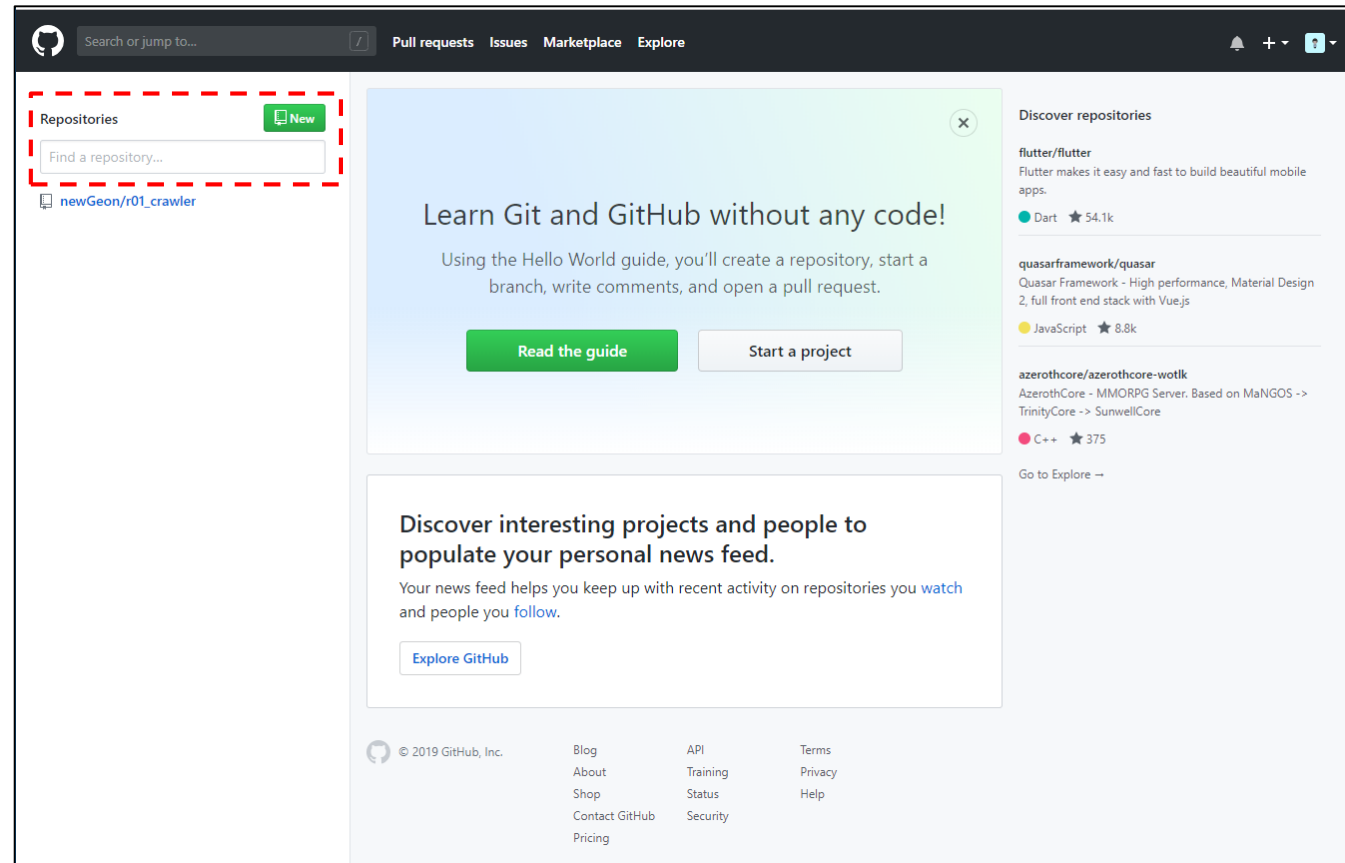 Search or jump to...
/
Pull requests Issues Marketplace Explore
Repositories
New
Find a repository...
newGeon/r01_crawler
Learn Git and GitHub without any code!
Using the Hello World guide, you’ll create a repository, start a
branch, write comments, and open a pull request.
Read the guide
Start a project
Discover interesting projects and people to
populate your personal news feed.
Your news feed helps you keep up with recent activity on repositories you watch
and people you follow.
Explore GitHub
Discover repositories
flutter/flutter
Flutter makes it easy and fast to build beautiful mobile
apps.
Dart ★ 54.1k
quasarframework/quasar
Quasar Framework - High performance, Material Design
2, full front end stack with Vue.js
JavaScript ★ 8.8k
azerothcore/azerothcore-wotlk
AzerothCore - MMORPG Server. Based on MaNGOS ->
TrinityCore -> SunwellCore
C++ ★ 375
Go to Explore →
© 2019 GitHub, Inc.
Blog
About
Shop
Contact GitHub
Pricing
API
Training
Status
Security
Terms
Privacy
Help